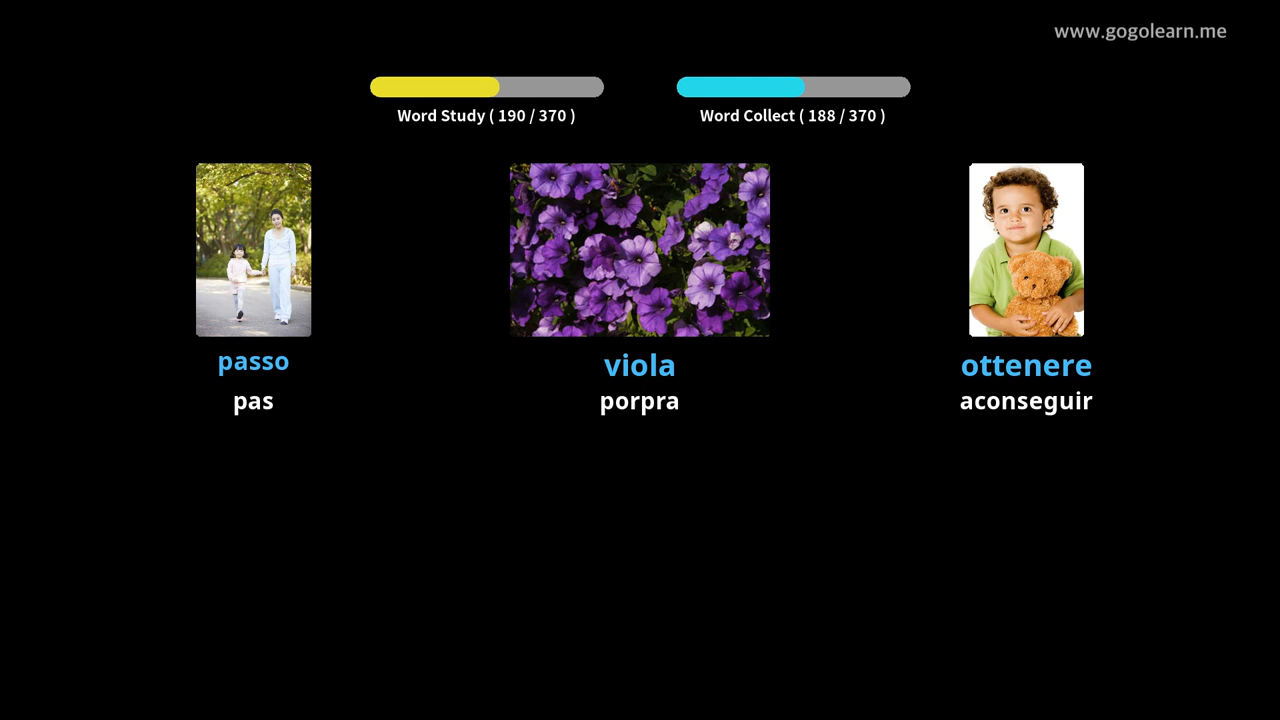 www.gogolearn.me
Word Study ( 190 / 370 )
Word Collect ( 188 / 370 )
passo
viola
ottenere
pas
porpra
aconseguir